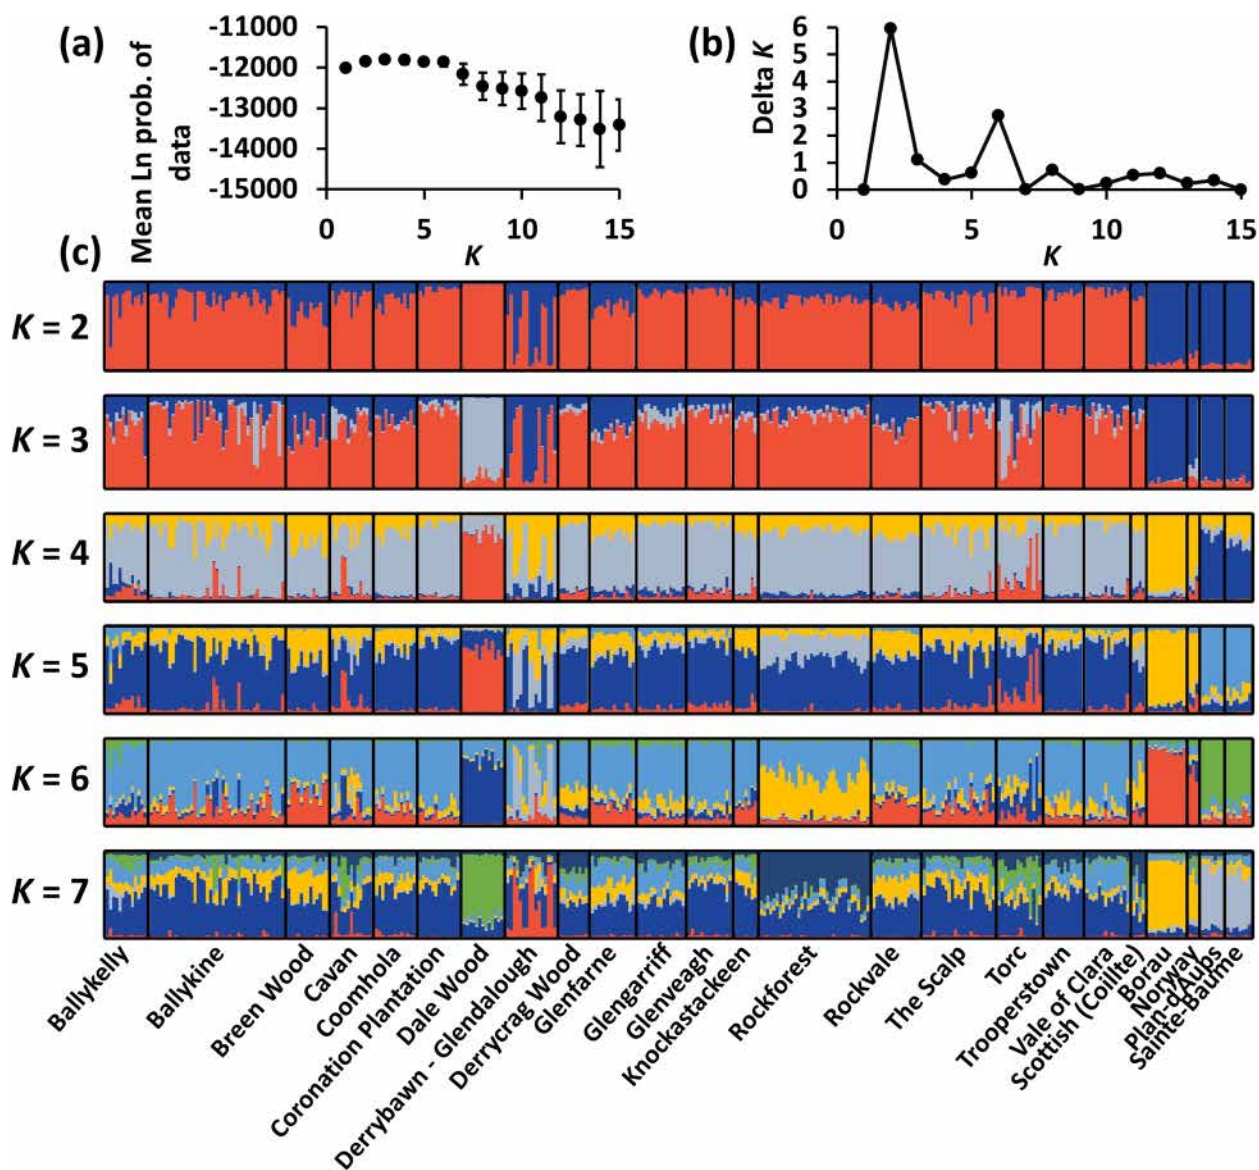 (a)
Mean Ln prob. of
data
-11000
-12000
-13000
-14000
-15000
0 5 10 15
K
(b)
Delta K
6
5
4
3
2
1
0
0 5 10 15
K
(c)
K = 2
K = 3
K = 4
K = 5
K = 6
K = 7
Ballykelly
Ballykine
Breen Wood
Cavan
Coomhola
Coronation Plantation
Dale Wood
Derrybawn - Glendalough
Derrycrag Wood
Glenfarne
Glengarriff
Glenveagh
Knockastackeen
Rockforest
Rockvale
The Scalp
Torc
Trooperstown
Vale of Clara
Scottish (Coillte)
Borau
Norway
Plan-d'Aups
Sainte-Baume